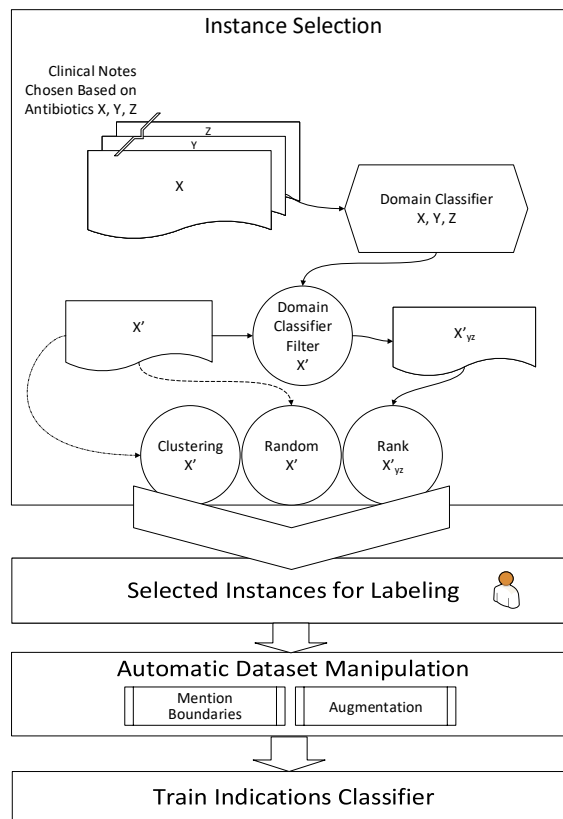 Instance Selection
Clinical Notes
Chosen Based on
Antibiotics X, Y, Z
Z
Y
X
Domain Classifier
X, Y, Z
X'
Domain
Classifier
Filter
X'
X'yz
Clustering
X'
Random
X'
Rank
X'yz
Selected Instances for Labeling
Automatic Dataset Manipulation
Mention
Boundaries
Augmentation
Train Indications Classifier